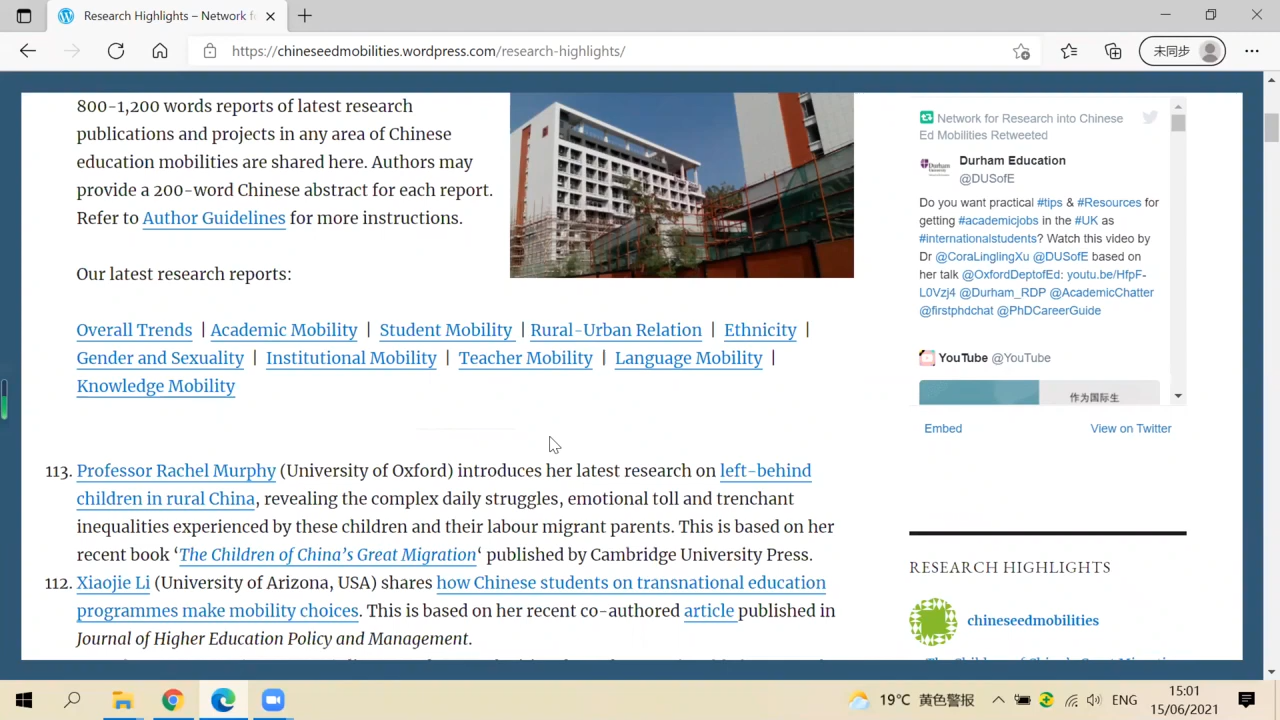 Research Highlights – Network f
https://chineseedmobilities.wordpress.com/research-highlights/
未同步
800-1,200 words reports of latest research
publications and projects in any area of Chinese
education mobilities are shared here. Authors may
provide a 200-word Chinese abstract for each report.
Refer to Author Guidelines for more instructions.
Our latest research reports:
Overall Trends | Academic Mobility | Student Mobility | Rural-Urban Relation | Ethnicity |
Gender and Sexuality | Institutional Mobility | Teacher Mobility | Language Mobility |
Knowledge Mobility
113. Professor Rachel Murphy (University of Oxford) introduces her latest research on left-behind
children in rural China, revealing the complex daily struggles, emotional toll and trenchant
inequalities experienced by these children and their labour migrant parents. This is based on her
recent book ‘The Children of China’s Great Migration‘ published by Cambridge University Press.
112. Xiaojie Li (University of Arizona, USA) shares how Chinese students on transnational education
programmes make mobility choices. This is based on her recent co-authored article published in
Journal of Higher Education Policy and Management.
Network for Research into Chinese
Ed Mobilities Retweeted
Durham Education
@DUSofE
Do you want practical #tips & #Resources for
getting #academicjobs in the #UK as
#internationalstudents? Watch this video by
Dr @CoraLinglingXu @DUSofE based on
her talk @OxfordDeptofEd: youtu.be/HfpF-
L0Vzj4 @Durham_RDP @AcademicChatter
@firstphdchat @PhDCareerGuide
YouTube @YouTube
作为国际生
Embed
View on Twitter
RESEARCH HIGHLIGHTS
chineseedmobilities
19°C 黄色警报
ENG
15:01
15/06/2021